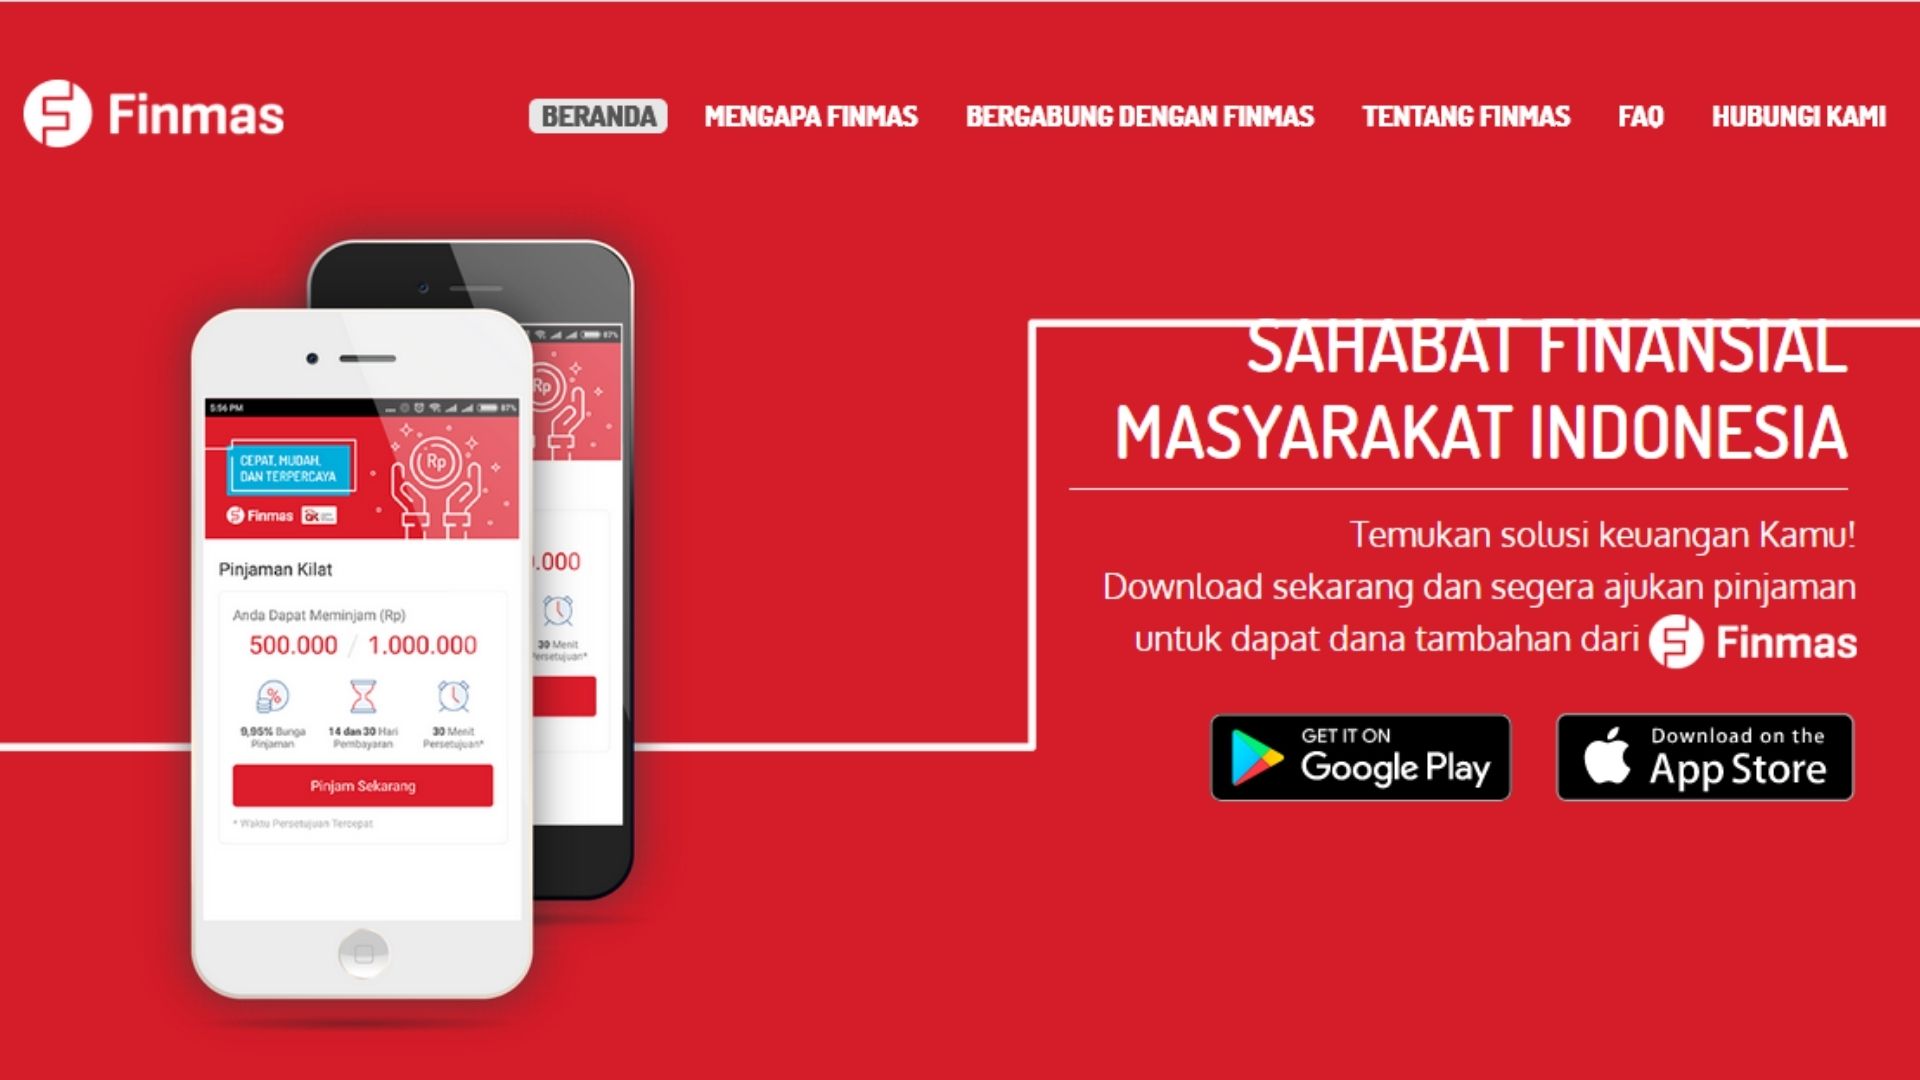 Finmas
BERANDA
MENGAPA FINMAS
BERGABUNG DENGAN FINMAS
TENTANG FINMAS
FAQ
HUBUNGI KAMI
87%
Rp
.000
30 Menit
Persetujuan*
5:56 PM
87%
CEPAT, MUDAH,
DAN TERPERCAYA
Rp
Finmas
Pinjaman Kilat
Anda Dapat Meminjam (Rp)
500.000 / 1.000.000
%
9,95% Bunga
Pinjaman
14 dan 30 Hari
Pembayaran
30 Menit
Persetujuan*
Pinjam Sekarang
* Waktu Persetujuan Tercepat
SAHABAT FINANSIAL
MASYARAKAT INDONESIA
Temukan solusi keuangan Kamu!
Download sekarang dan segera ajukan pinjaman
untuk dapat dana tambahan dari Finmas
GET IT ON
Google Play
Download on the
App Store